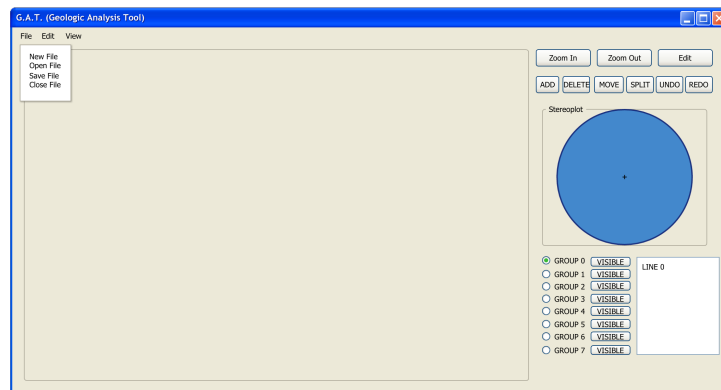 G.A.T. (Geologic Analysis Tool)
File Edit View
New File
Open File
Save File
Close File
Zoom In Zoom Out Edit
ADD DELETE MOVE SPLIT UNDO REDO
Stereoplot
+
GROUP 0 VISIBLE
LINE 0
GROUP 1 VISIBLE
GROUP 2 VISIBLE
GROUP 3 VISIBLE
GROUP 4 VISIBLE
GROUP 5 VISIBLE
GROUP 6 VISIBLE
GROUP 7 VISIBLE